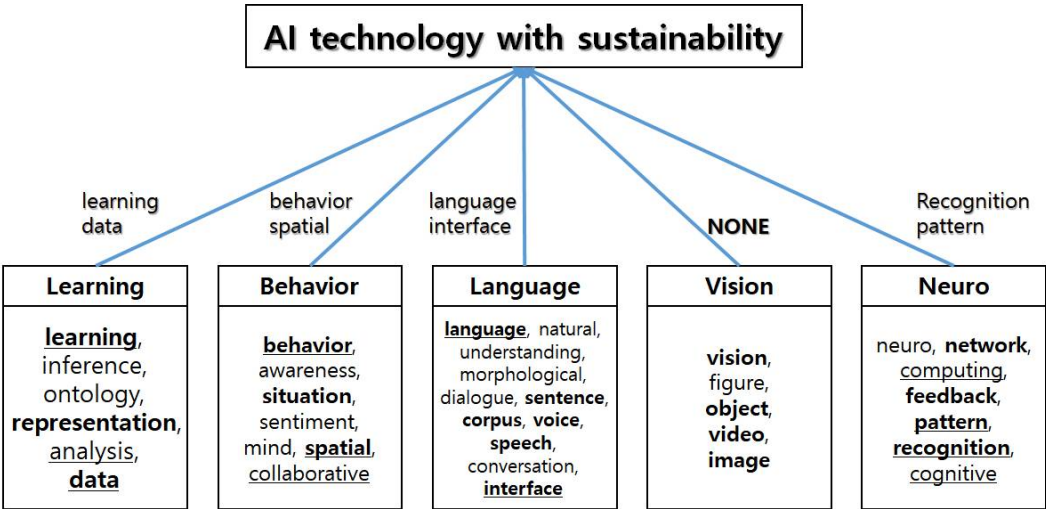 AI technology with sustainability
learning
data
behavior
spatial
language
interface
NONE
Recognition
pattern
Learning
learning,
inference,
ontology,
representation,
analysis,
data
Behavior
behavior,
awareness,
situation,
sentiment,
mind, spatial,
collaborative
Language
language, natural,
understanding,
morphological,
dialogue, sentence,
corpus, voice,
speech,
conversation,
interface
Vision
vision,
figure,
object,
video,
image
Neuro
neuro, network,
computing,
feedback,
pattern,
recognition,
cognitive